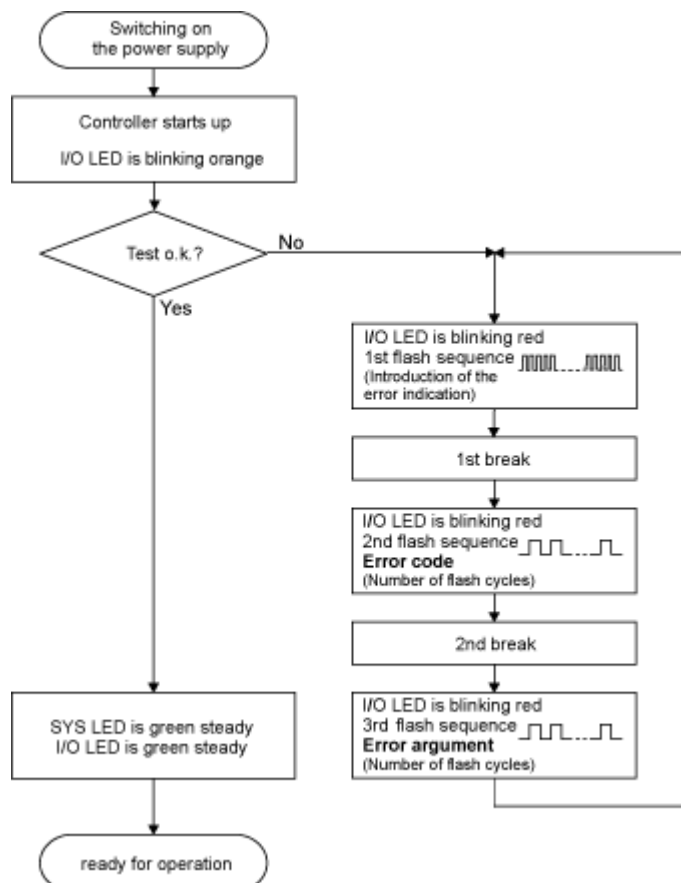 Switching on
the power supply
Controller starts up
I/O LED is blinking orange
Test o.k.?
No
Yes
I/O LED is blinking red
1st flash sequence
(Introduction of the
error indication)
1st break
I/O LED is blinking red
2nd flash sequence
Error code
(Number of flash cycles)
2nd break
I/O LED is blinking red
3rd flash sequence
Error argument
(Number of flash cycles)
SYS LED is green steady
I/O LED is green steady
ready for operation